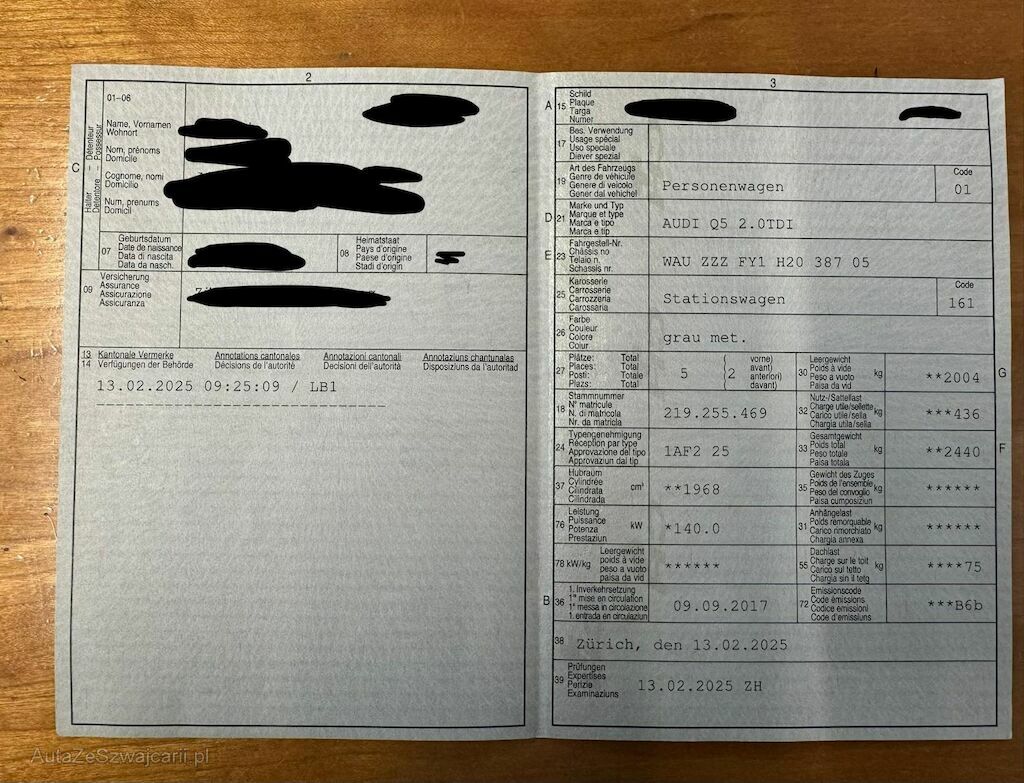 2
01–06
Name, Vornamen
Wohnort
Nom, prénoms
Domicile
Cognome, nomi
Domicilio
Num, prenums
Domicil
C
Halter – Détenteur
Detentore – Possessur
07
Geburtsdatum
Date de naissance
Data di nascita
Data da nasch.
08
Heimatstaat
Pays d'origine
Paese d'origine
Stadi d'origin
09
Versicherung
Assurance
Assicurazione
Assicuranza
13
14
Kantonale Vermerke
Verfügungen der Behörde
Annotations cantonales
Décisions de l'autorité
Annotazioni cantonali
Decisioni dell'autorità
Annotaziuns chantunalas
Disposiziuns da l'autoritad
13.02.2025 09:25:09 / LB1
3
A 15
Schild
Plaque
Targa
Numer
17
Bes. Verwendung
Usage spécial
Uso speciale
Diever spezial
19
Art des Fahrzeugs
Genre de véhicule
Genere di veicolo
Gener dal vehichel
Personenwagen
Code
01
D 21
Marke und Typ
Marque et type
Marca e tipo
Marca e tip
AUDI Q5 2.0TDI
E 23
Fahrgestell-Nr.
Châssis no
Telaio n.
Schassis nr.
WAU ZZZ FY1 H20 387 05
25
Karosserie
Carrosserie
Carrozzeria
Carossaria
Stationswagen
Code
161
26
Farbe
Couleur
Colore
Colur
grau met.
27
Plätze: Total
Places: Total
Posti: Totale
Plazs: Total
5 (2
vorne)
avant)
anteriori)
davant)
30
Leergewicht
Poids à vide
Peso a vuoto
Paisa da vid
kg
**2004
G
18
Stammnummer
N° matricule
N. di matricola
Nr. da matricla
219.255.469
32
Nutz-/Sattellast
Charge utile/sellette
Carico utile/sella
Chargia utila/sella
kg
***436
24
Typengenehmigung
Réception par type
Approvazione del tipo
Approvaziun dal tip
1AF2 25
33
Gesamtgewicht
Poids total
Peso totale
Paisa totala
kg
**2440
F
37
Hubraum
Cylindrée
Cilindrata
Cilindrada
cm³
**1968
35
Gewicht des Zuges
Poids de l'ensemble
Peso del convoglio
Paisa cumposiziun
kg
******
76
Leistung
Puissance
Potenza
Prestaziun
kW
*140.0
31
Anhängelast
Poids remorquable
Carico rimorchiato
Chargia annexa
kg
******
78 kW/kg
Leergewicht
poids à vide
peso a vuoto
paisa da vid
******
55
Dachlast
Charge sur le toit
Carico sul tetto
Chargia sin il tetg
kg
****75
B 36
1. Inverkehrsetzung
1re mise en circulation
1a messa in circolazione
1. entrada en circulaziun
09.09.2017
72
Emissionscode
Code émissions
Codice emissioni
Code d'emissiuns
***B6b
38
Zürich, den 13.02.2025
39
Prüfungen
Expertises
Perizie
Examinaziuns
13.02.2025 ZH
AutaZeSzwajcarii.pl